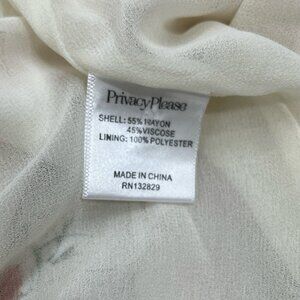 PrivacyPlease
SHELL: 55% RAYON
45% VISCOSE
LINING: 100% POLYESTER
MADE IN CHINA
RN132829